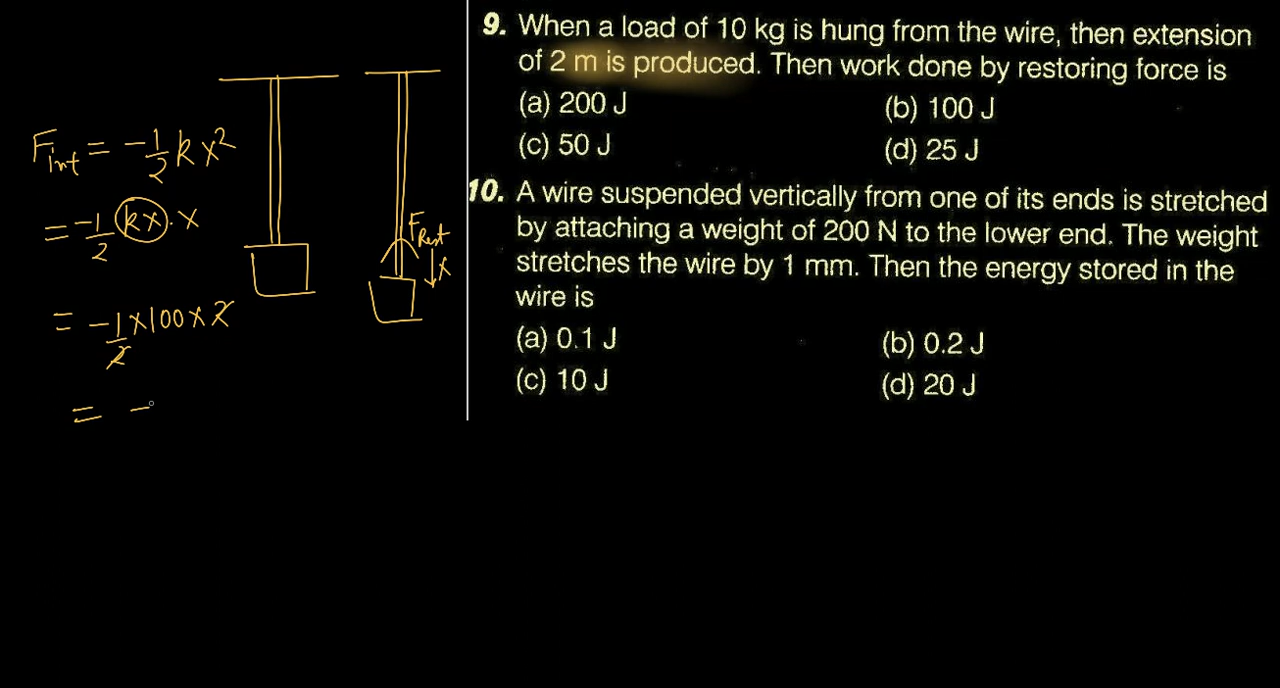 F_int = -1/2 kx²
= -1/2 (kx).x
= -1/2 x 100 x 2
= -
F_Rest
x
9. When a load of 10 kg is hung from the wire, then extension
of 2 m is produced. Then work done by restoring force is
(a) 200 J (b) 100 J
(c) 50 J (d) 25 J
10. A wire suspended vertically from one of its ends is stretched
by attaching a weight of 200 N to the lower end. The weight
stretches the wire by 1 mm. Then the energy stored in the
wire is
(a) 0.1 J (b) 0.2 J
(c) 10 J (d) 20 J